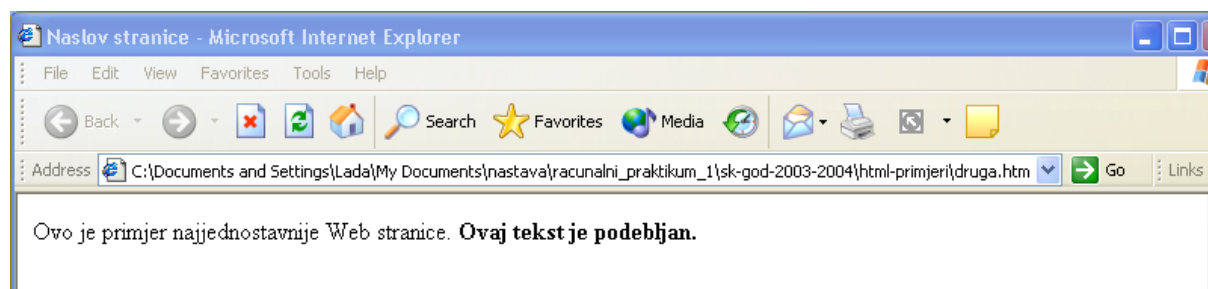 Naslov stranice - Microsoft Internet Explorer
File Edit View Favorites Tools Help
Back Search Favorites Media
Address C:\Documents and Settings\Lada\My Documents\nastava\racunalni_praktikum_1\sk-god-2003-2004\html-primjeri\druga.htm Go Links
Ovo je primjer najjednostavnije Web stranice. Ovaj tekst je podebljan.